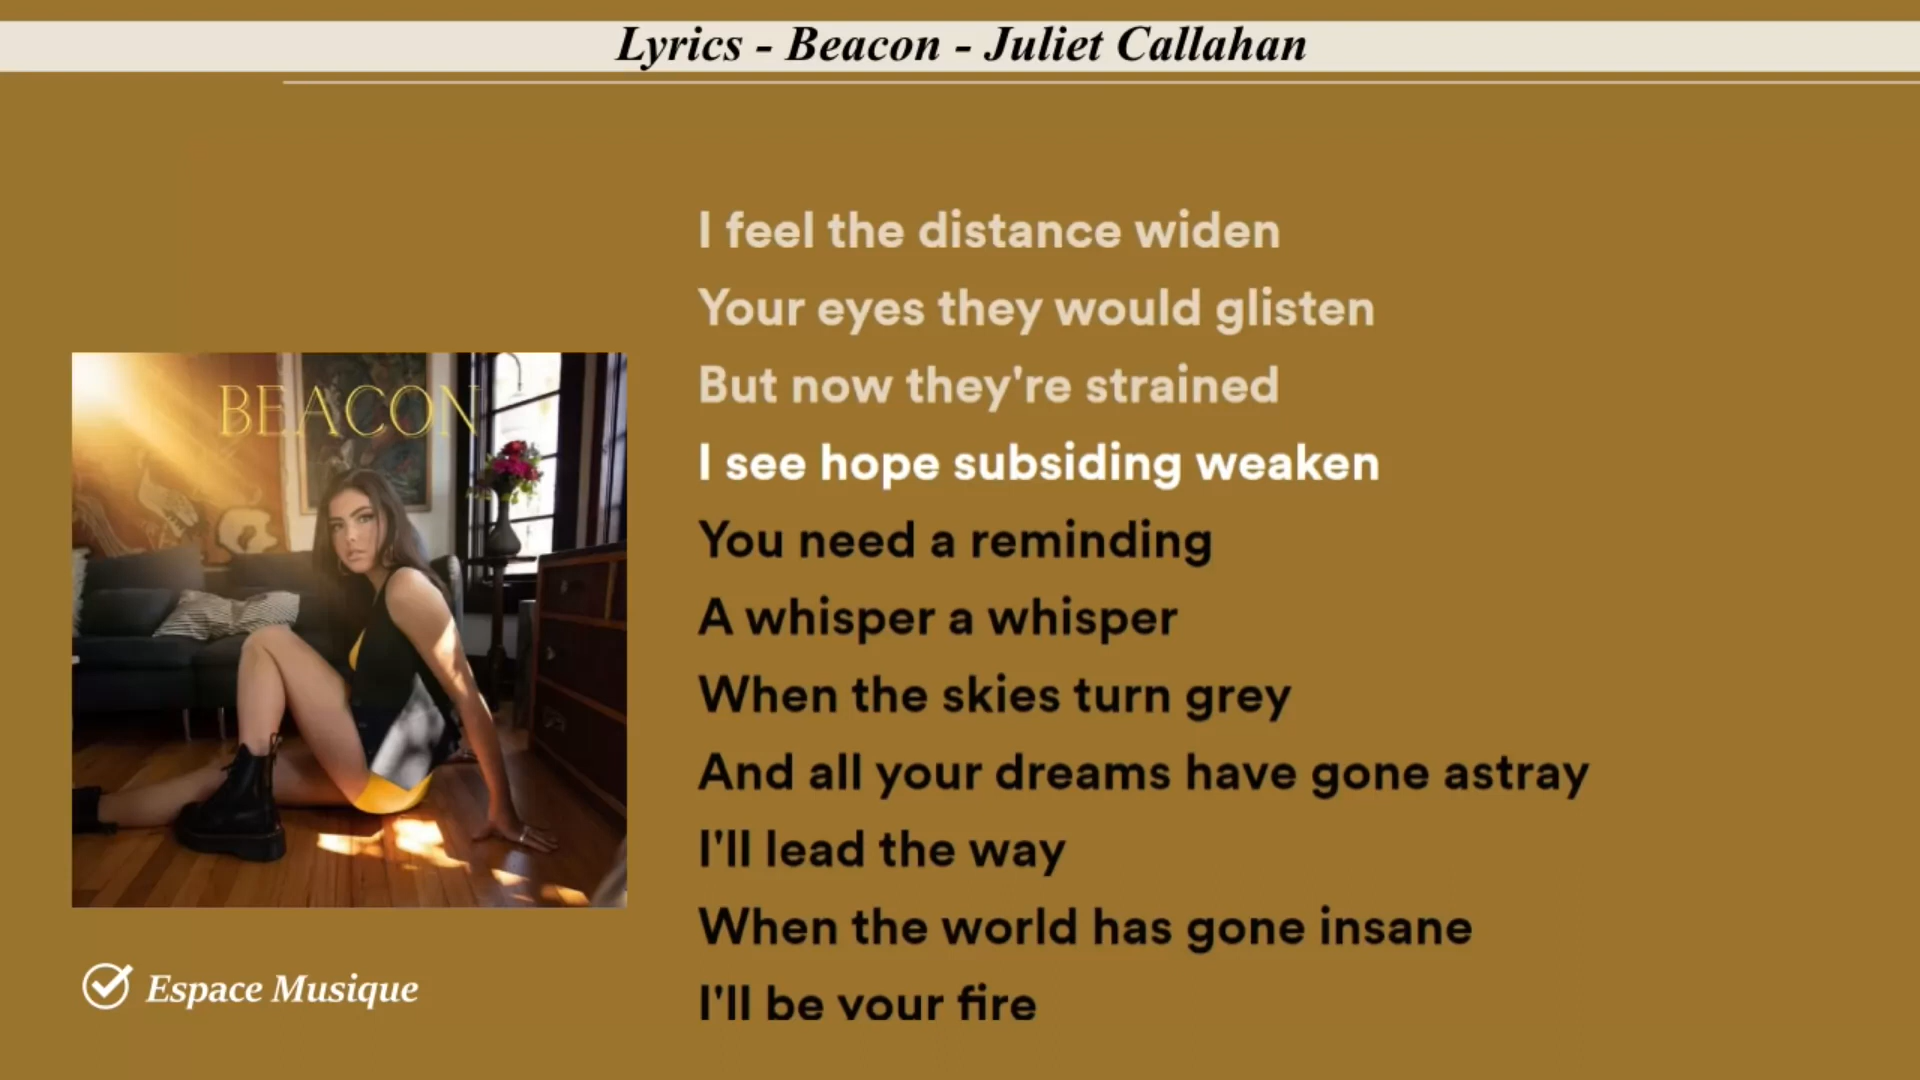 Lyrics - Beacon - Juliet Callahan
I feel the distance widen
Your eyes they would glisten
But now they're strained
I see hope subsiding weaken
You need a reminding
A whisper a whisper
When the skies turn grey
And all your dreams have gone astray
I'll lead the way
When the world has gone insane
I'll be your fire
BEACON
Espace Musique